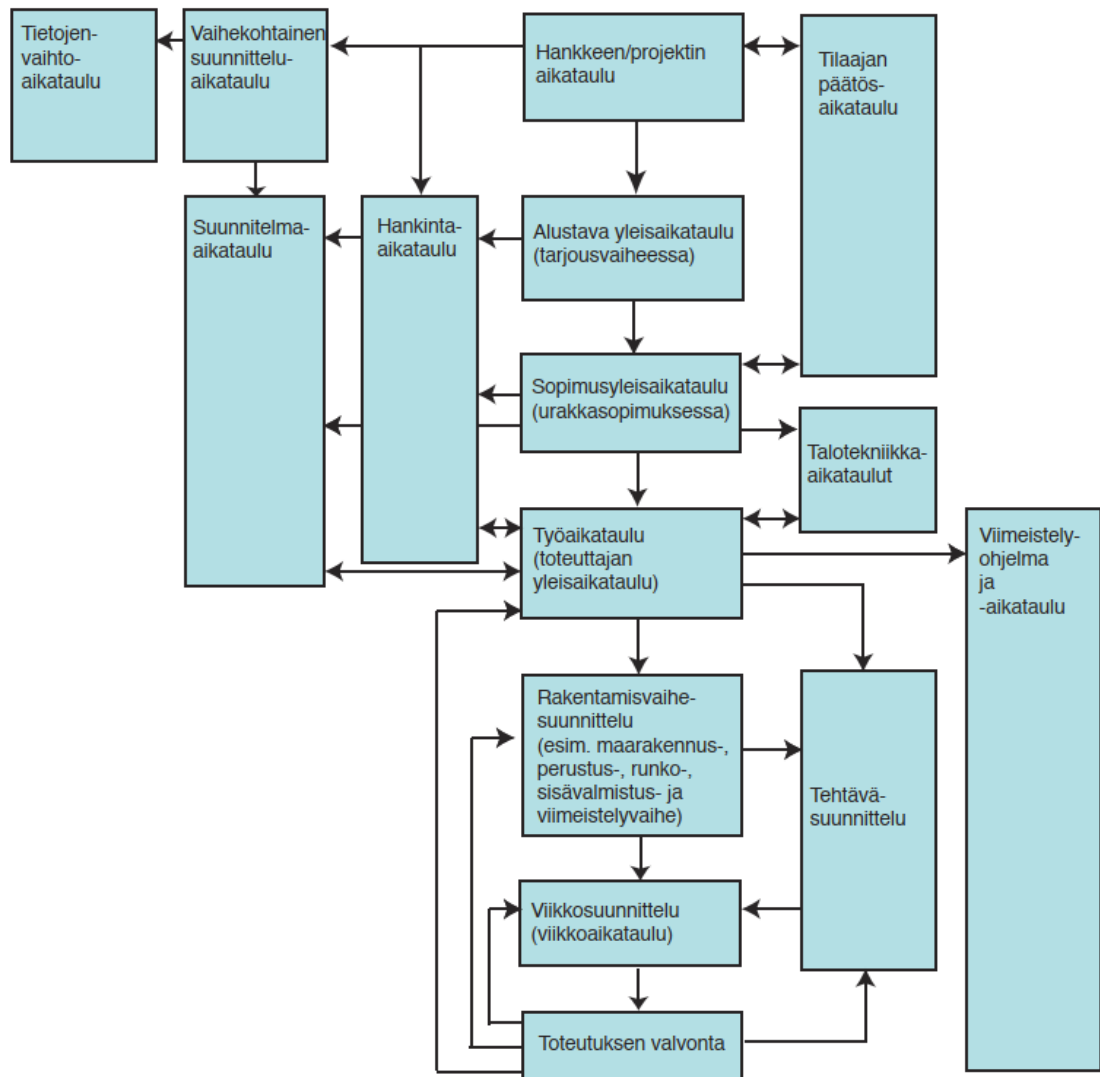 Tietojen-
vaihto-
aikataulu
Vaihekohtainen
suunnittelu-
aikataulu
Hankkeen/projektin
aikataulu
Tilaajan
päätös-
aikataulu
Suunnitelma-
aikataulu
Hankinta-
aikataulu
Alustava yleisaikataulu
(tarjousvaiheessa)
Sopimusyleisaikataulu
(urakkasopimuksessa)
Talotekniikka-
aikataulut
Työaikataulu
(toteuttajan
yleisaikataulu)
Viimeistely-
ohjelma
ja
-aikataulu
Rakentamisvaihe-
suunnittelu
(esim. maarakennus-,
perustus-, runko-,
sisävalmistus- ja
viimeistelyvaihe)
Tehtävä-
suunnittelu
Viikkosuunnittelu
(viikkoaikataulu)
Toteutuksen valvonta